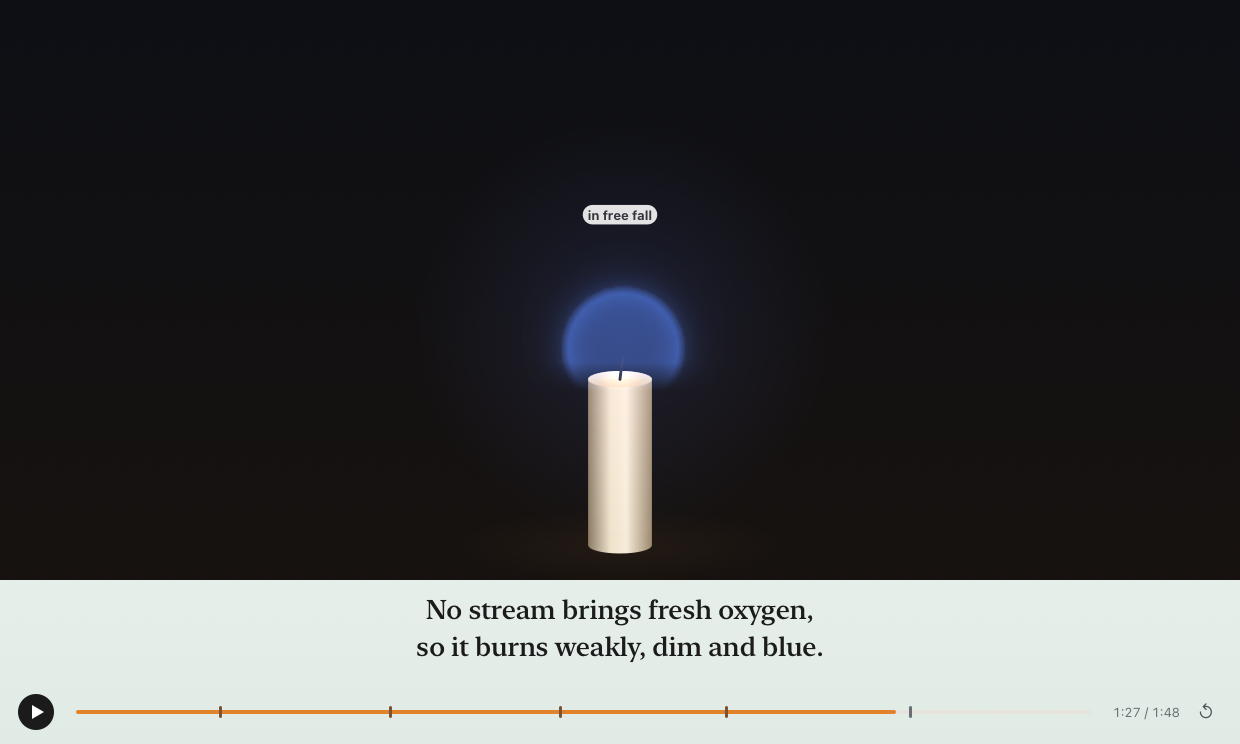 in free fall
No stream brings fresh oxygen,
so it burns weakly, dim and blue.
1:27 / 1:48